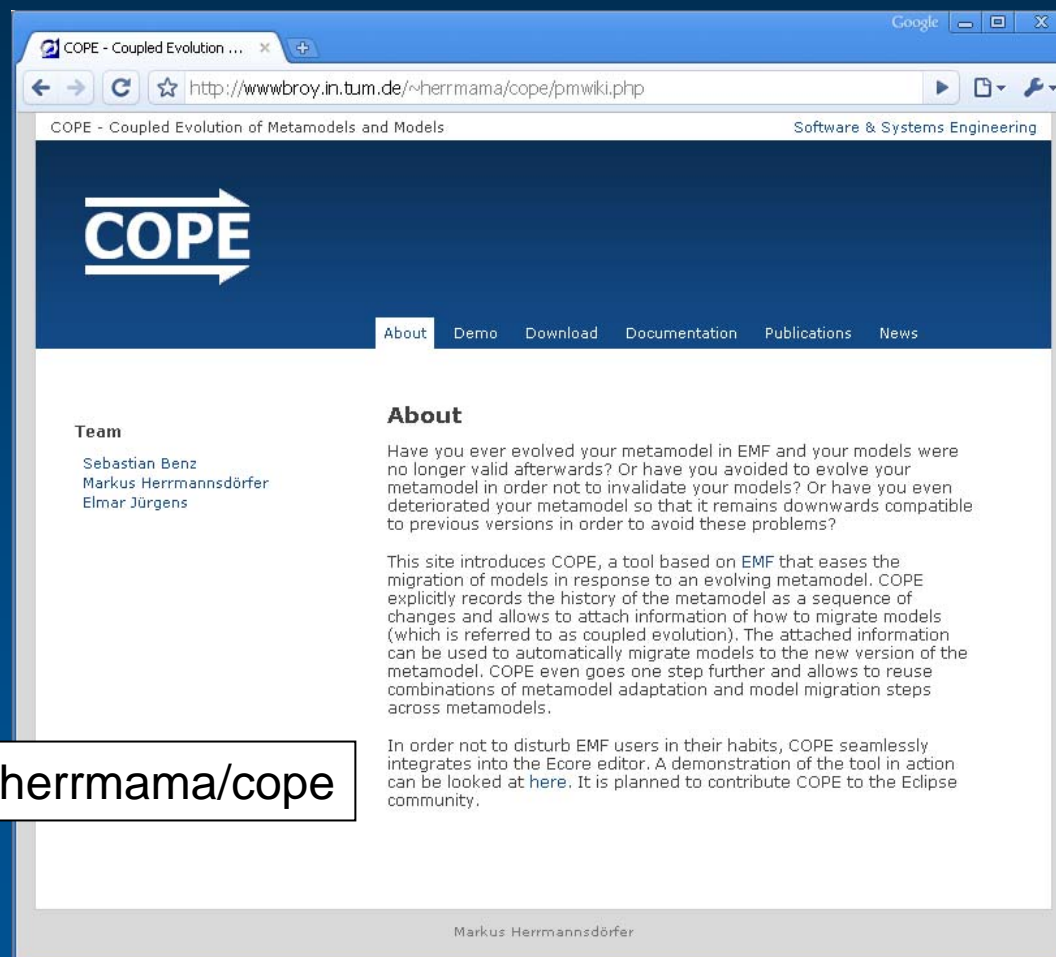 Google
COPE - Coupled Evolution ...
http://wwwbroy.in.tum.de/~herrmama/cope/pmwiki.php
COPE - Coupled Evolution of Metamodels and Models
Software & Systems Engineering
COPE
About Demo Download Documentation Publications News
Team
Sebastian Benz
Markus Herrmannsdörfer
Elmar Jürgens
About
Have you ever evolved your metamodel in EMF and your models were
no longer valid afterwards? Or have you avoided to evolve your
metamodel in order not to invalidate your models? Or have you even
deteriorated your metamodel so that it remains downwards compatible
to previous versions in order to avoid these problems?
This site introduces COPE, a tool based on EMF that eases the
migration of models in response to an evolving metamodel. COPE
explicitly records the history of the metamodel as a sequence of
changes and allows to attach information of how to migrate models
(which is referred to as coupled evolution). The attached information
can be used to automatically migrate models to the new version of the
metamodel. COPE even goes one step further and allows to reuse
combinations of metamodel adaptation and model migration steps
across metamodels.
In order not to disturb EMF users in their habits, COPE seamlessly
integrates into the Ecore editor. A demonstration of the tool in action
can be looked at here. It is planned to contribute COPE to the Eclipse
community.
herrmama/cope
Markus Herrmannsdörfer